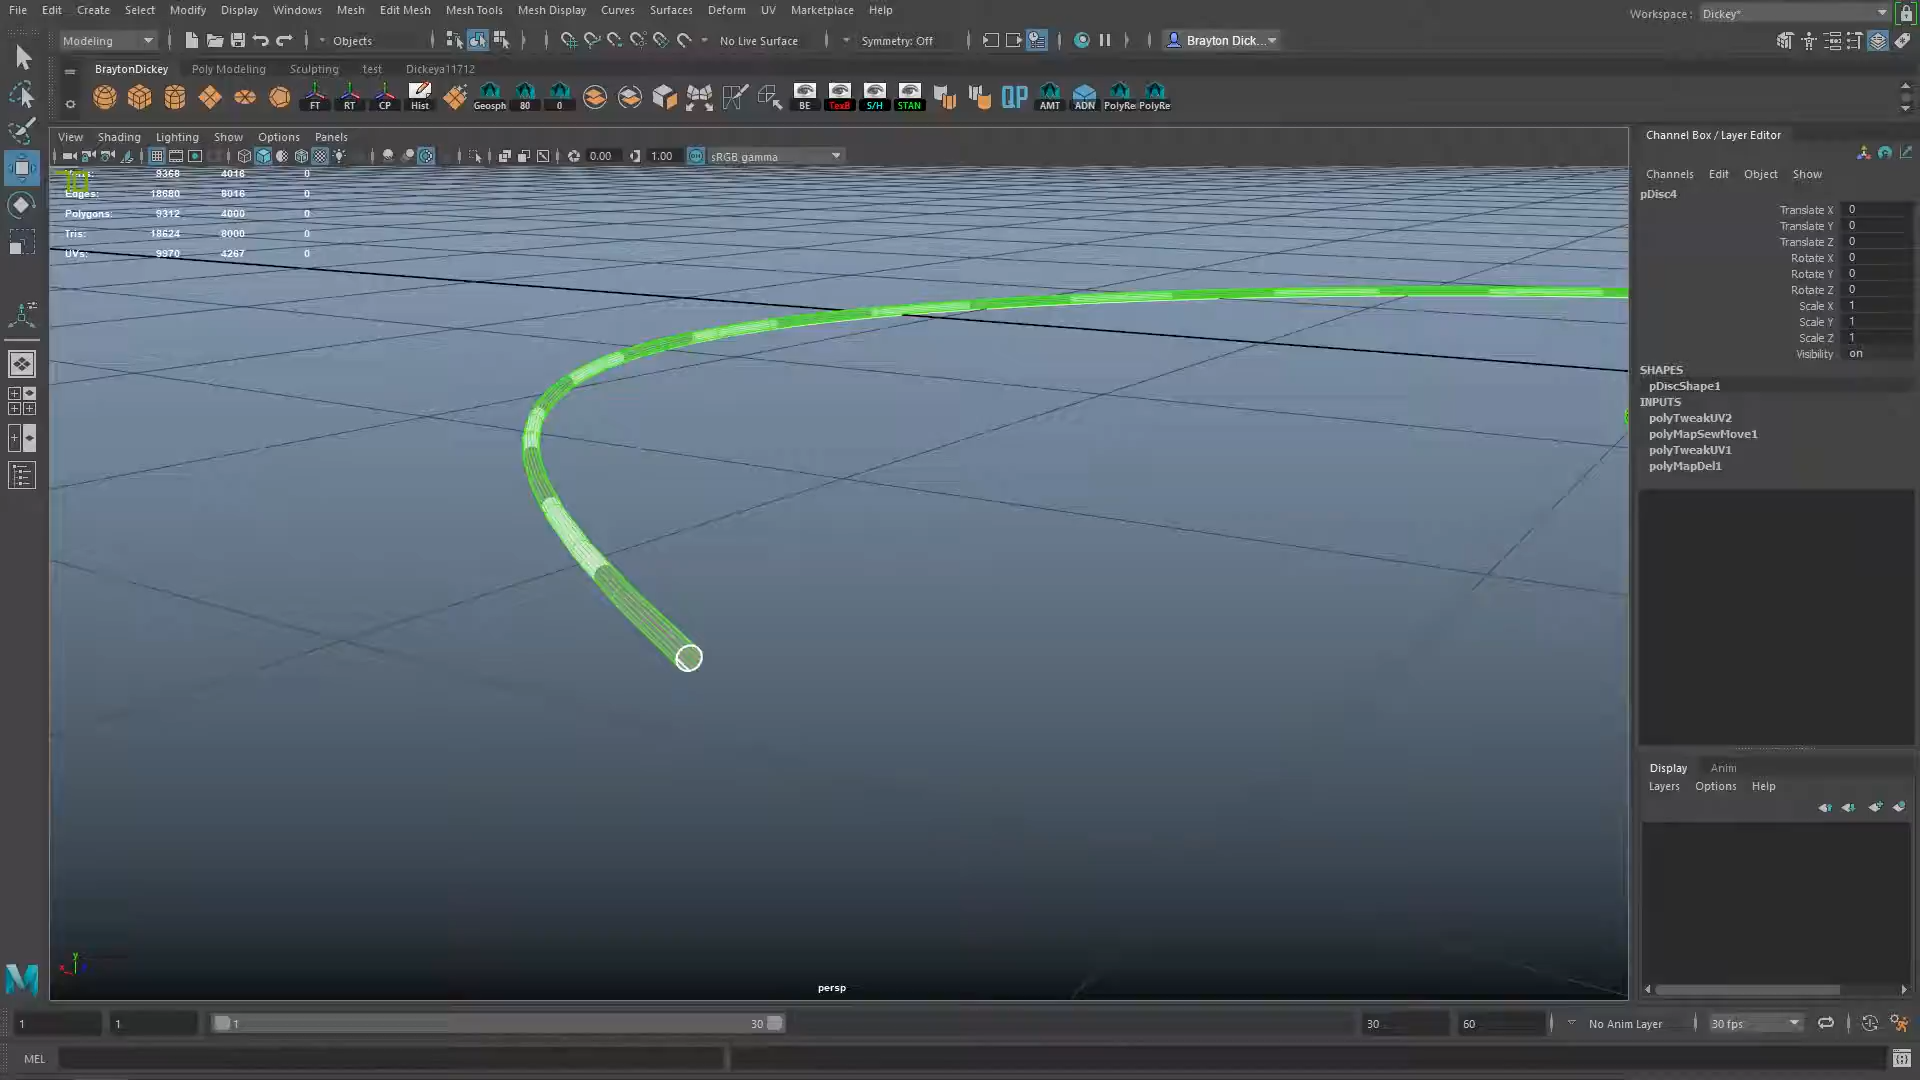 File Edit Create Select Modify Display Windows Mesh Edit Mesh Mesh Tools Mesh Display Curves Surfaces Deform UV Marketplace Help
Workspace : Dickey*
Modeling Objects No Live Surface Symmetry: Off Brayton Dick...
BraytonDickey Poly Modeling Sculpting test Dickeya11712
FT RT CP Hist Geosph 80 0 BE TexB S/H STAN QP AMT ADN PolyRe PolyRe
View Shading Lighting Show Options Panels
0.00 1.00 sRGB gamma
9368 4016 0
Edges: 18680 8016 0
Polygons: 9312 4000 0
Tris: 18624 8000 0
UVs: 9970 4267 0
persp
Channel Box / Layer Editor
Channels Edit Object Show
pDisc4
Translate X 0
Translate Y 0
Translate Z 0
Rotate X 0
Rotate Y 0
Rotate Z 0
Scale X 1
Scale Y 1
Scale Z 1
Visibility on
SHAPES
pDiscShape1
INPUTS
polyTweakUV2
polyMapSewMove1
polyTweakUV1
polyMapDel1
Display Anim
Layers Options Help
1 1 1 30 30 60 No Anim Layer 30 fps
MEL